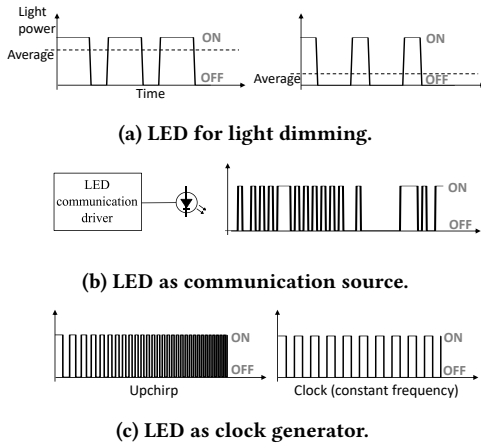 Light
power
ON
Average
OFF
Time
ON
Average
OFF
(a) LED for light dimming.
LED
communication
driver
ON
OFF
(b) LED as communication source.
ON
OFF
Upchirp
ON
OFF
Clock (constant frequency)
(c) LED as clock generator.